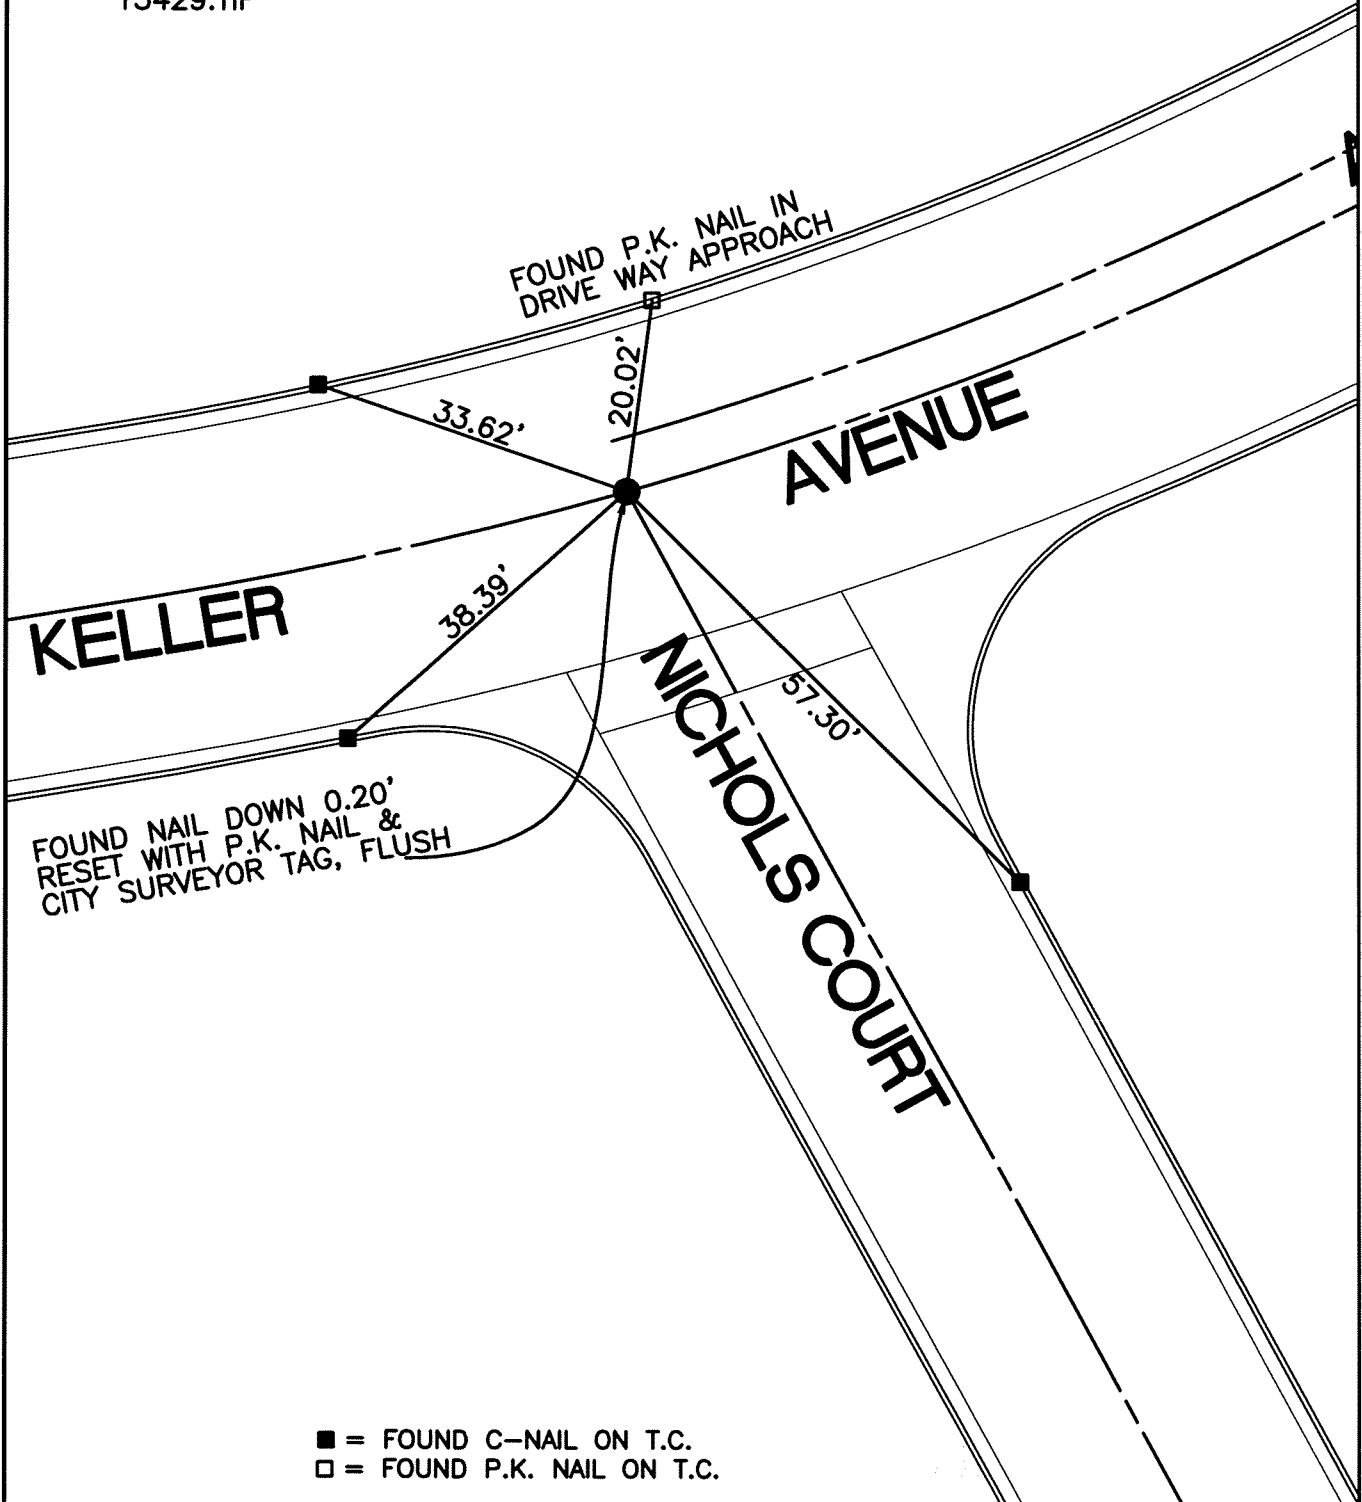 FOUND P.K. NAIL IN
DRIVE WAY APPROACH
20.02'
33.62'
AVENUE
38.39'
KELLER
NICHOLS COURT
57.30'
FOUND NAIL DOWN 0.20'
RESET WITH P.K. NAIL &
CITY SURVEYOR TAG, FLUSH
■ = FOUND C-NAIL ON T.C.
□ = FOUND P.K. NAIL ON T.C.